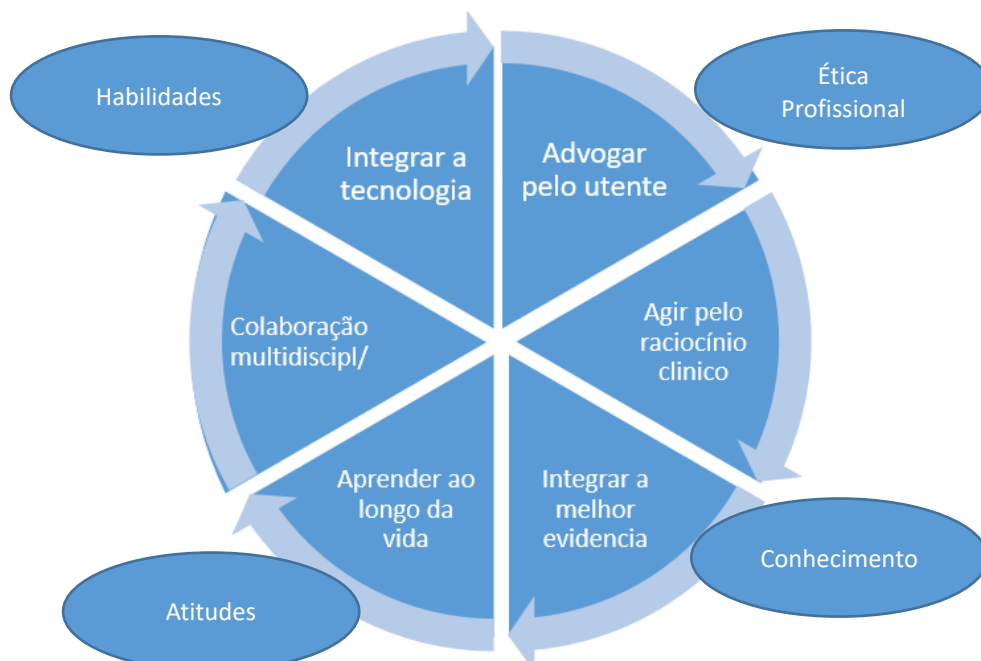 Habilidades
Ética
Profissional
Integrar a
tecnologia
Advogar
pelo utente
Colaboração
multidiscipl/
Agir pelo
raciocínio
clinico
Aprender ao
longo da
vida
Integrar a
melhor
evidencia
Atitudes
Conhecimento